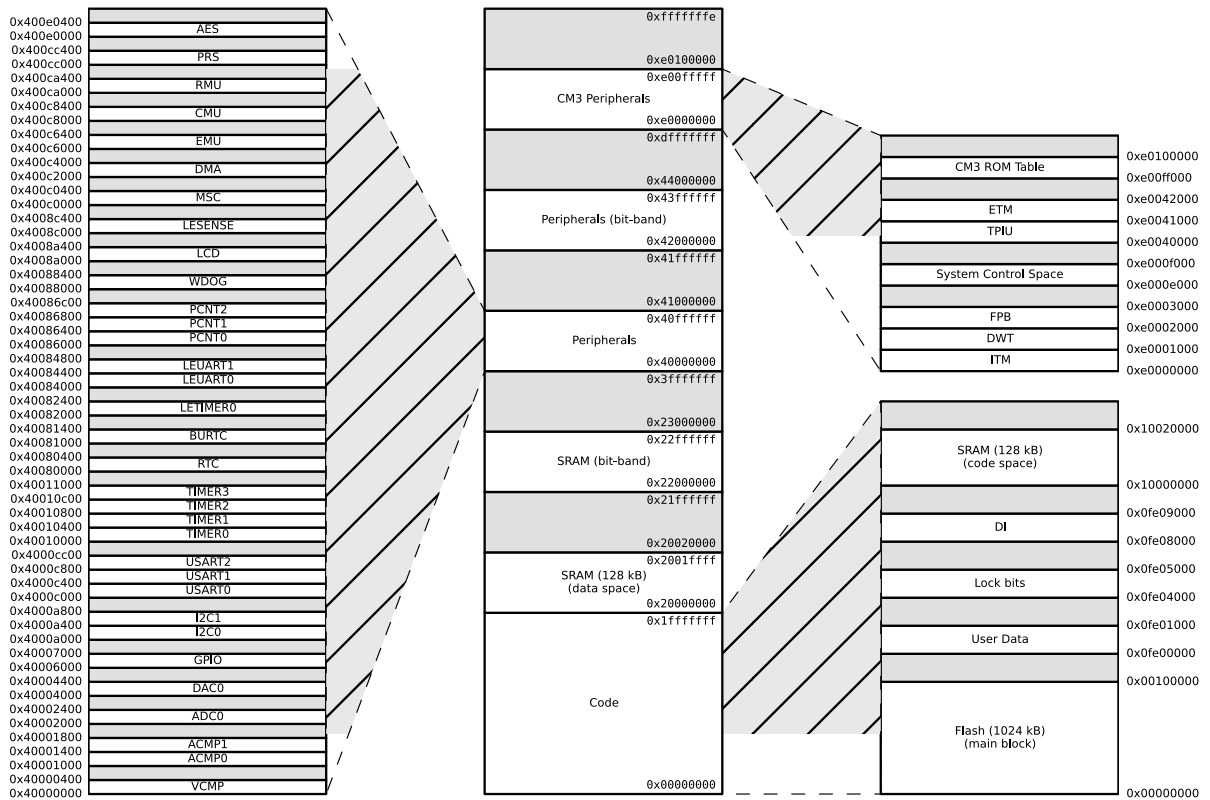 0x400e0400
AES
0x400e0000
0x400cc400
PRS
0x400cc000
0x400ca400
RMU
0x400ca000
0x400c8400
CMU
0x400c8000
0x400c6400
EMU
0x400c6000
0x400c4000
DMA
0x400c2000
0x400c0400
MSC
0x400c0000
0x4008c400
LESENSE
0x4008c000
0x4008a400
LCD
0x4008a000
0x40088400
WDOG
0x40088000
0x40086c00
PCNT2
0x40086800
PCNT1
0x40086400
PCNT0
0x40086000
0x40084800
LEUART1
0x40084400
LEUART0
0x40084000
0x40082400
LETIMER0
0x40082000
0x40081400
BURTC
0x40081000
0x40080400
RTC
0x40080000
0x40011000
TIMER3
0x40010c00
TIMER2
0x40010800
TIMER1
0x40010400
TIMER0
0x40010000
0x4000cc00
USART2
0x4000c800
USART1
0x4000c400
USART0
0x4000c000
0x4000a800
I2C1
0x4000a400
I2C0
0x4000a000
0x40007000
GPIO
0x40006000
0x40004400
DAC0
0x40004000
0x40002400
ADC0
0x40002000
0x40001800
ACMP1
0x40001400
ACMP0
0x40001000
0x40000400
VCMP
0x40000000
0xfffffffe
0xe0100000
0xe00fffff
CM3 Peripherals
0xe0000000
0xdfffffff
0x44000000
0x43ffffff
Peripherals (bit-band)
0x42000000
0x41ffffff
0x41000000
0x40ffffff
Peripherals
0x40000000
0x3fffffff
0x23000000
0x22ffffff
SRAM (bit-band)
0x22000000
0x21ffffff
0x20020000
0x2001ffff
SRAM (128 kB)
(data space)
0x20000000
0x1fffffff
Code
0x00000000
0xe0100000
CM3 ROM Table
0xe00ff000
0xe0042000
ETM
0xe0041000
TPIU
0xe0040000
0xe000f000
System Control Space
0xe000e000
0xe0003000
FPB
0xe0002000
DWT
0xe0001000
ITM
0xe0000000
0x10020000
SRAM (128 kB)
(code space)
0x10000000
0x0fe09000
DI
0x0fe08000
0x0fe05000
Lock bits
0x0fe04000
0x0fe01000
User Data
0x0fe00000
0x00100000
Flash (1024 kB)
(main block)
0x00000000